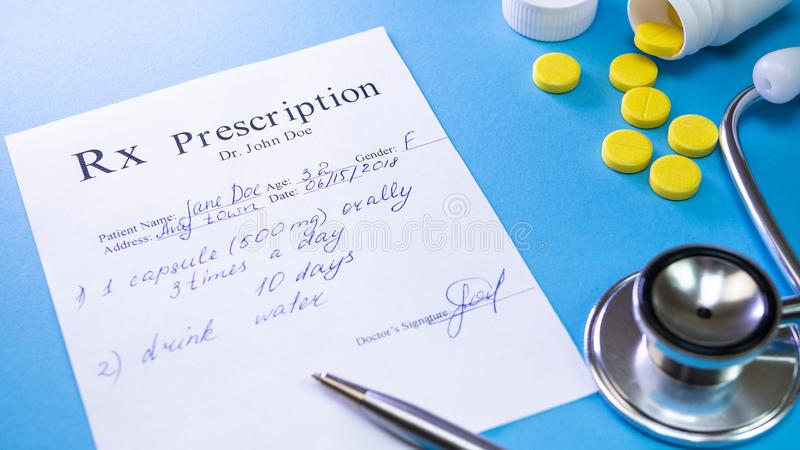 Rx Prescription
Dr. John Doe
Patient Name: Jane Doe Age: 32 Gender: F
Address: Any town Date: 06/15/2018
1) 1 capsule (500 mg) orally
3 times a day
10 days
2) drink water
Doctor's Signature
dreamstime